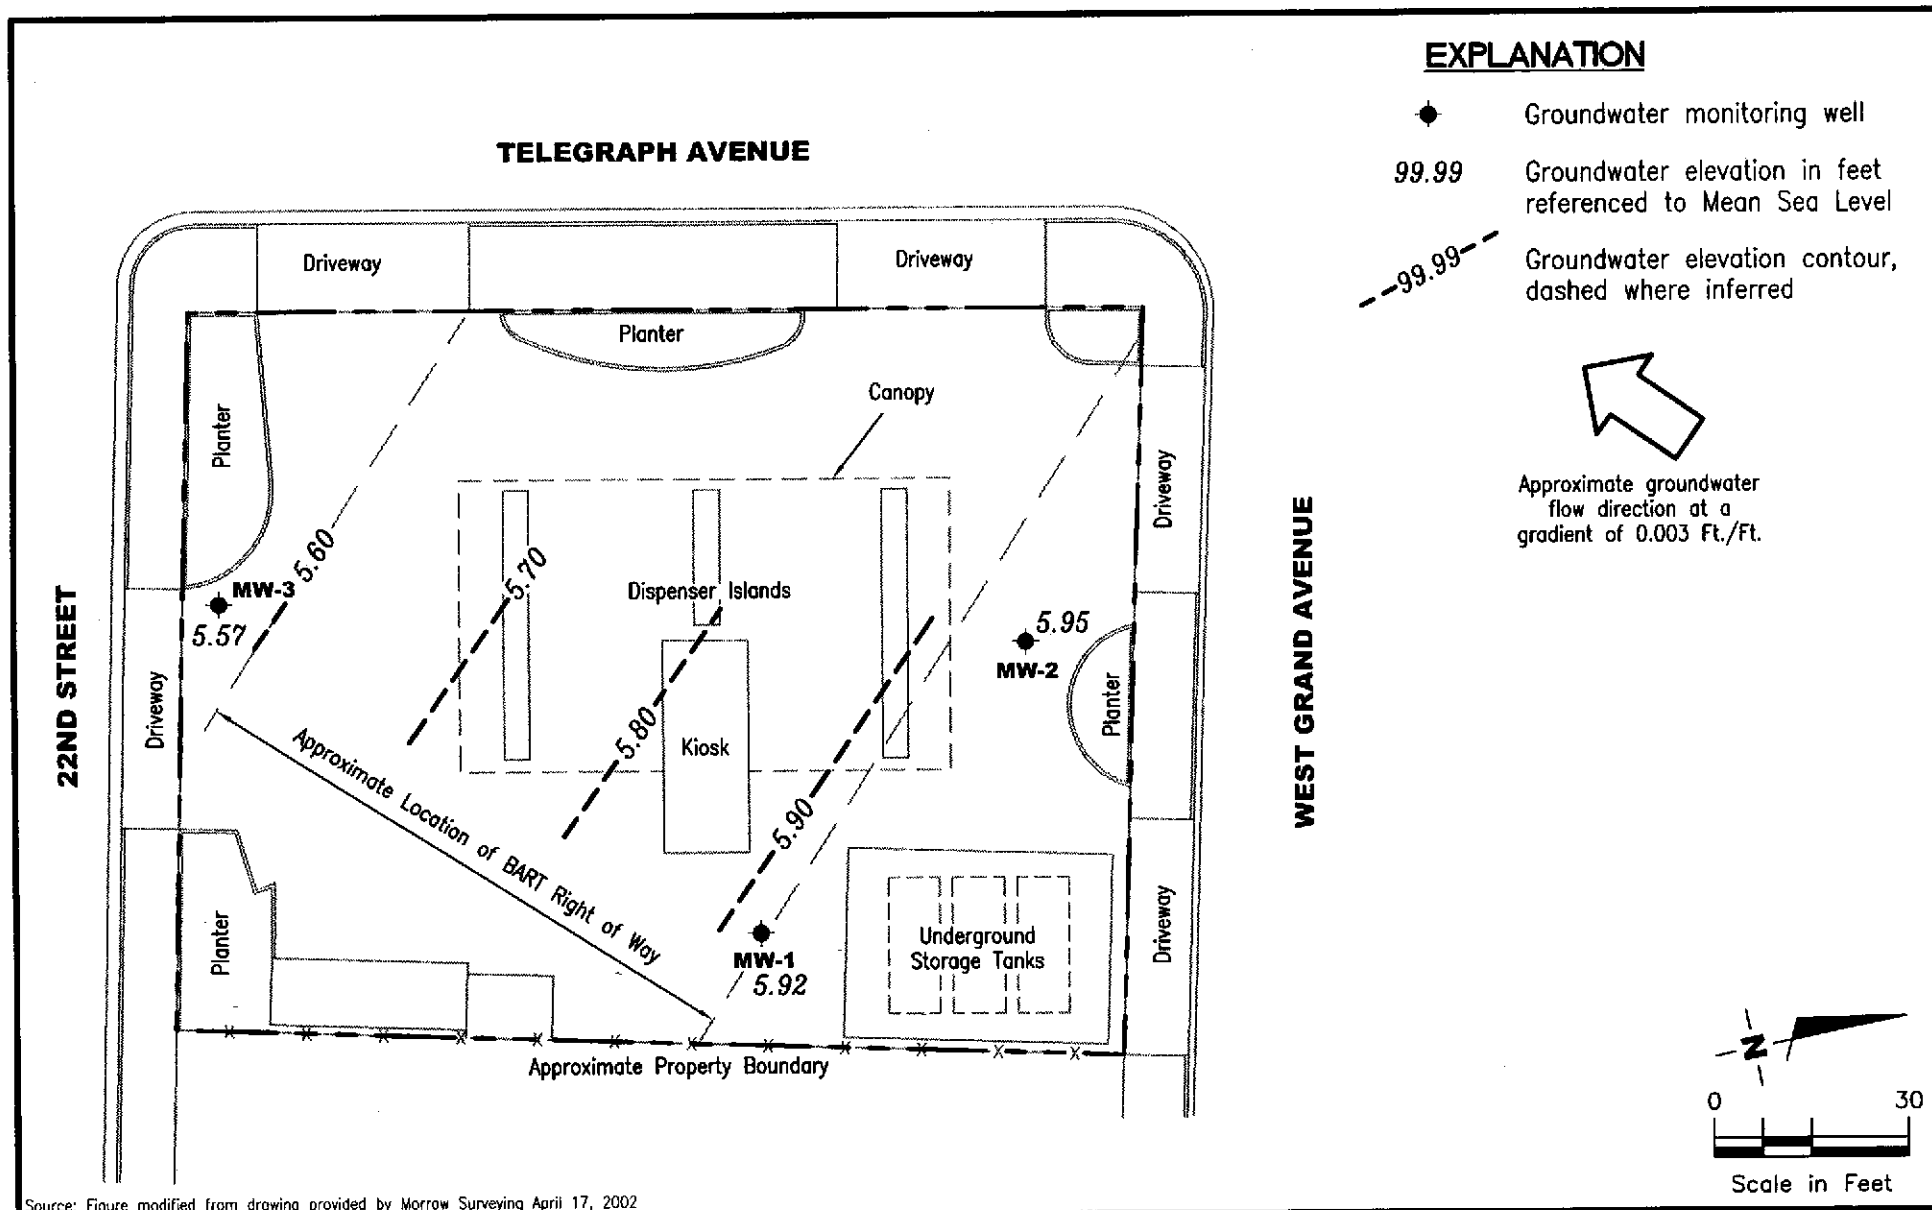 EXPLANATION
Groundwater monitoring well
99.99
Groundwater elevation in feet
referenced to Mean Sea Level
99.99
Groundwater elevation contour,
dashed where inferred
Approximate groundwater
flow direction at a
gradient of 0.003 Ft./Ft.
TELEGRAPH AVENUE
Driveway
Driveway
Planter
Planter
Canopy
Driveway
5.60
5.70
MW-3
5.57
Dispenser Islands
5.95
MW-2
22ND STREET
WEST GRAND AVENUE
Driveway
Planter
5.80
Kiosk
Approximate Location of BART Right of Way
5.90
Planter
MW-1
5.92
Underground
Storage Tanks
Driveway
Approximate Property Boundary
N
0 30
Scale in Feet
Source: Figure modified from drawing provided by Morrow Surveying April 17, 2002